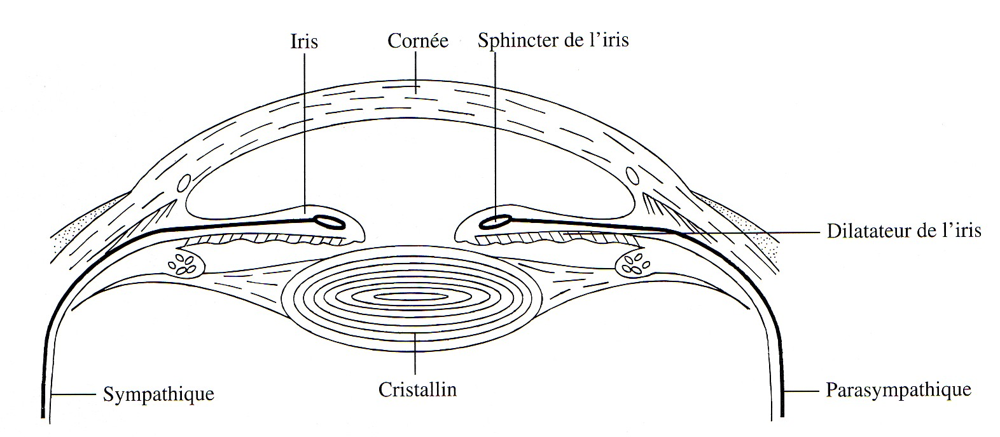 Iris
Cornée
Sphincter de l’iris
Dilatateur de l’iris
Sympathique
Cristallin
Parasympathique